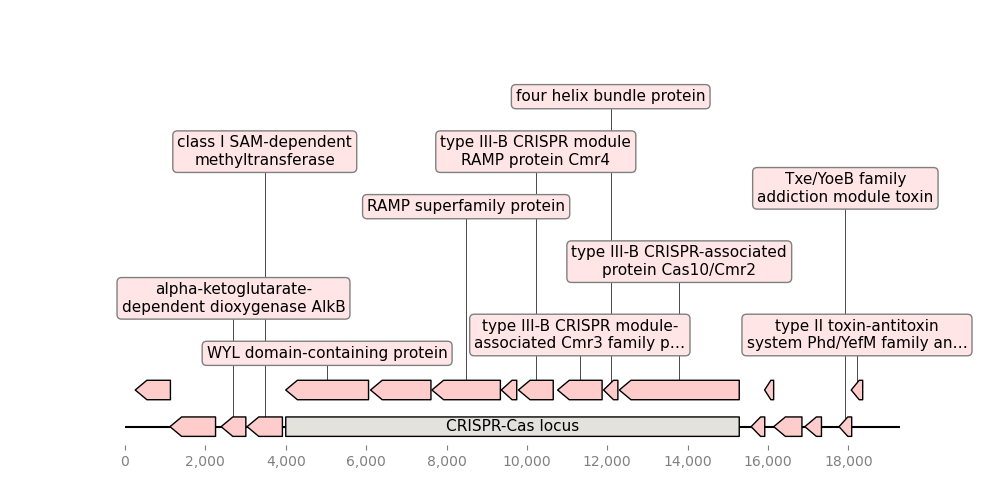 four helix bundle protein
class I SAM-dependent
methyltransferase
type III-B CRISPR module
RAMP protein Cmr4
Txe/YoeB family
addiction module toxin
RAMP superfamily protein
type III-B CRISPR-associated
protein Cas10/Cmr2
alpha-ketoglutarate-
dependent dioxygenase AlkB
type III-B CRISPR module-
associated Cmr3 family p…
type II toxin-antitoxin
system Phd/YefM family an…
WYL domain-containing protein
CRISPR-Cas locus
0 2,000 4,000 6,000 8,000 10,000 12,000 14,000 16,000 18,000